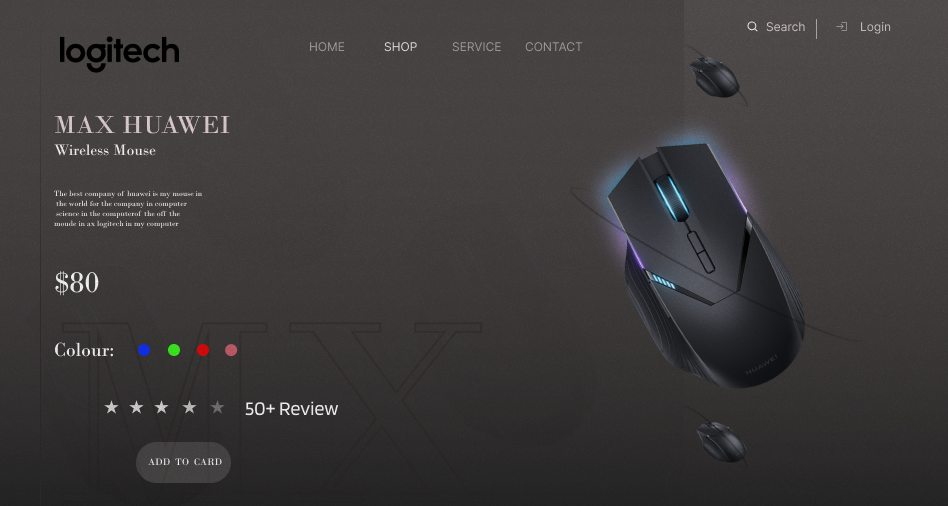 Search
Login
logitech
HOME SHOP SERVICE CONTACT
MAX HUAWEI
Wireless Mouse
The best company of huawei is my mouse in
the world for the company in computer
science in the computerof the off the
moude in ax logitech in my computer
$80
MX
Colour:
50+ Review
ADD TO CARD
HUAWEI